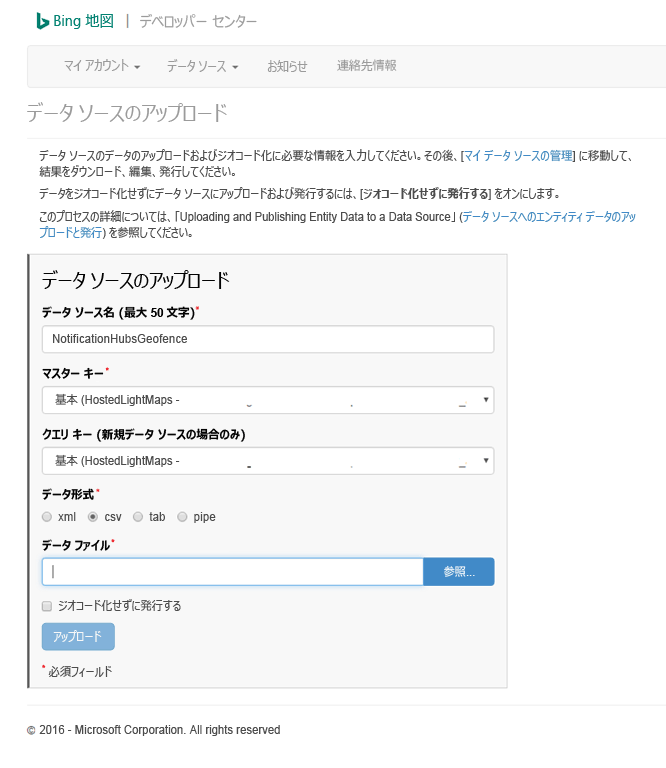 Bing 地図 | デベロッパー センター
マイ アカウント データ ソース お知らせ 連絡先情報
データ ソースのアップロード
データ ソースのデータのアップロードおよびジオコード化に必要な情報を入力してください。その後、[マイ データ ソースの管理] に移動して、
結果をダウンロード、編集、発行してください。
データをジオコード化せずにデータ ソースにアップロードおよび発行するには、[ジオコード化せずに発行する] をオンにします。
このプロセスの詳細については、「Uploading and Publishing Entity Data to a Data Source」 (データ ソースへのエンティティ データのアッ
プロードと発行) を参照してください。
データ ソースのアップロード
データ ソース名 (最大 50 文字)*
NotificationHubsGeofence
マスター キー*
基本 (HostedLightMaps -
クエリ キー (新規データ ソースの場合のみ)
基本 (HostedLightMaps -
データ形式*
xml csv tab pipe
データ ファイル*
参照...
ジオコード化せずに発行する
アップロード
* 必須フィールド
© 2016 - Microsoft Corporation. All rights reserved